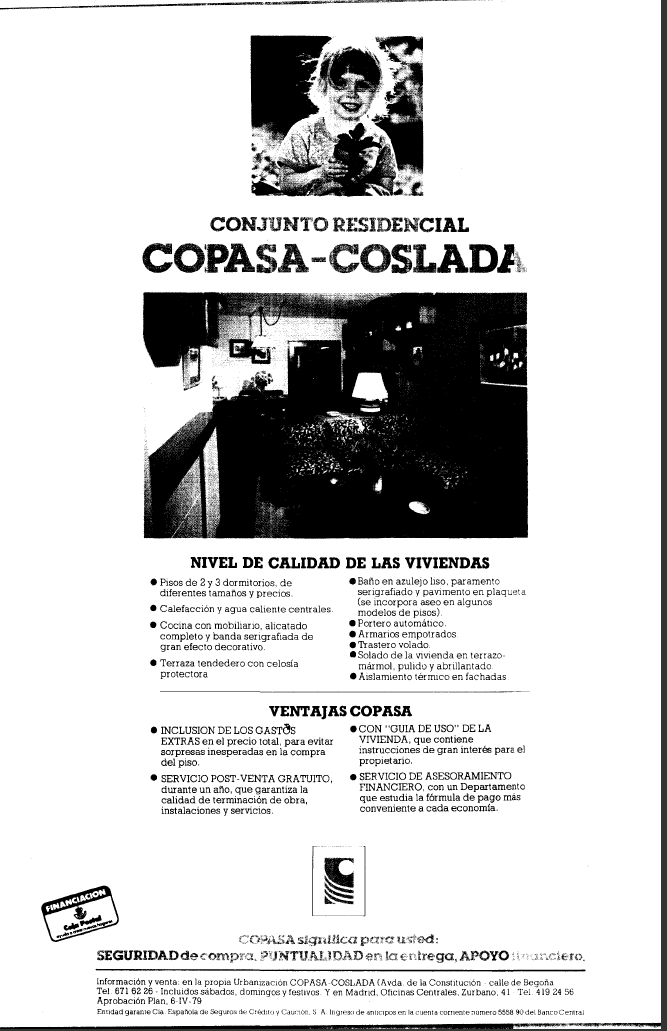 CONJUNTO RESIDENCIAL
COPASA-COSLADA
NIVEL DE CALIDAD DE LAS VIVIENDAS
● Pisos de 2 y 3 dormitorios, de
diferentes tamaños y precios.
● Calefacción y agua caliente centrales.
● Cocina con mobiliario, alicatado
completo y banda serigrafiada de
gran efecto decorativo.
● Terraza tendedero con celosía
protectora
● Baño en azulejo liso, paramento
serigrafiado y pavimento en plaqueta
(se incorpora aseo en algunos
modelos de pisos).
● Portero automático.
● Armarios empotrados.
● Trastero volado.
● Solado de la vivienda en terrazo-
mármol, pulido y abrillantado.
● Aislamiento térmico en fachadas
VENTAJAS COPASA
● INCLUSION DE LOS GASTOS
EXTRAS en el precio total, para evitar
sorpresas inesperadas en la compra
del piso.
● SERVICIO POST-VENTA GRATUITO,
durante un año, que garantiza la
calidad de terminación de obra,
instalaciones y servicios.
● CON "GUIA DE USO" DE LA
VIVIENDA, que contiene
instrucciones de gran interés para el
propietario.
● SERVICIO DE ASESORAMIENTO
FINANCIERO, con un Departamento
que estudia la fórmula de pago más
conveniente a cada economía.
FINANCIACION
Caja Postal
COPASA significa para usted:
SEGURIDAD de compra, PUNTUALIDAD en la entrega, APOYO financiero.
Información y venta: en la propia Urbanización COPASA-COSLADA (Avda. de la Constitución - calle de Begoña
Tel. 671 62 26 - Incluidos sábados, domingos y festivos. Y en Madrid, Oficinas Centrales, Zurbano, 41 Tel. 419 24 56
Aprobación Plan, 6-IV-79
Entidad garante Cía. Española de Seguros de Crédito y Caución, S. A. Ingreso de anticipos en la cuenta corriente número 5558 90 del Banco Central